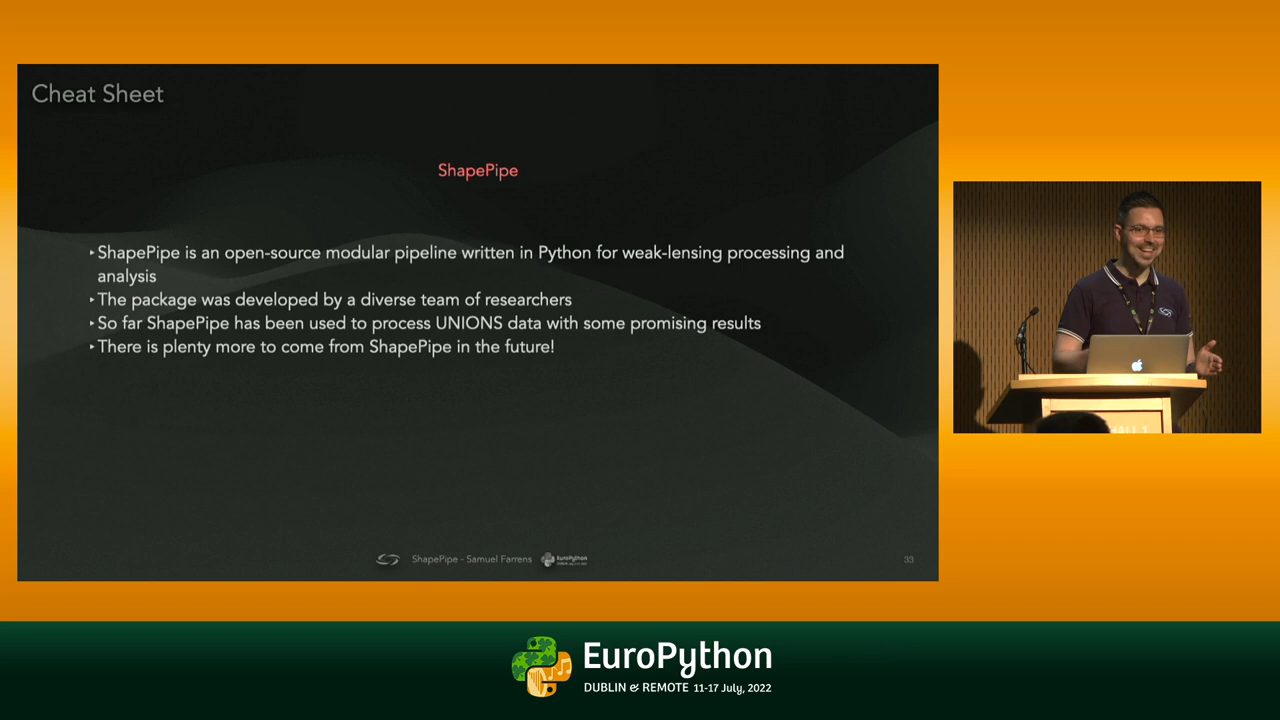 Cheat Sheet
ShapePipe
‣ShapePipe is an open-source modular pipeline written in Python for weak-lensing processing and
analysis
‣The package was developed by a diverse team of researchers
‣So far ShapePipe has been used to process UNIONS data with some promising results
‣There is plenty more to come from ShapePipe in the future!
ShapePipe - Samuel Farrens
EuroPython
33
HALL 1
EuroPython
DUBLIN & REMOTE 11-17 July, 2022